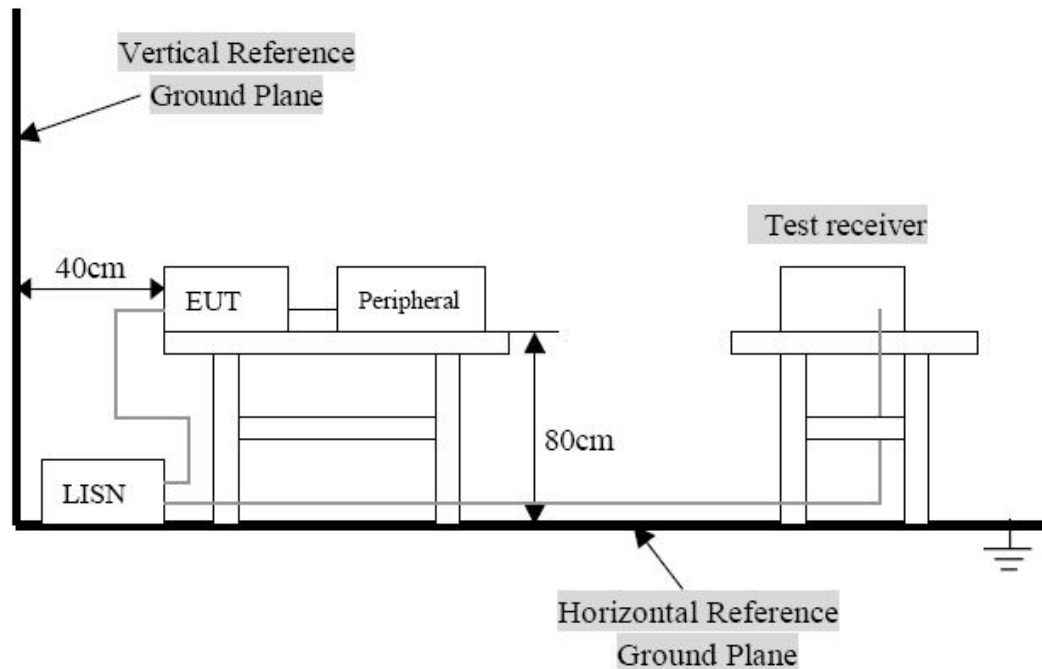 Vertical Reference
Ground Plane
Test receiver
40cm
EUT
Peripheral
80cm
LISN
Horizontal Reference
Ground Plane